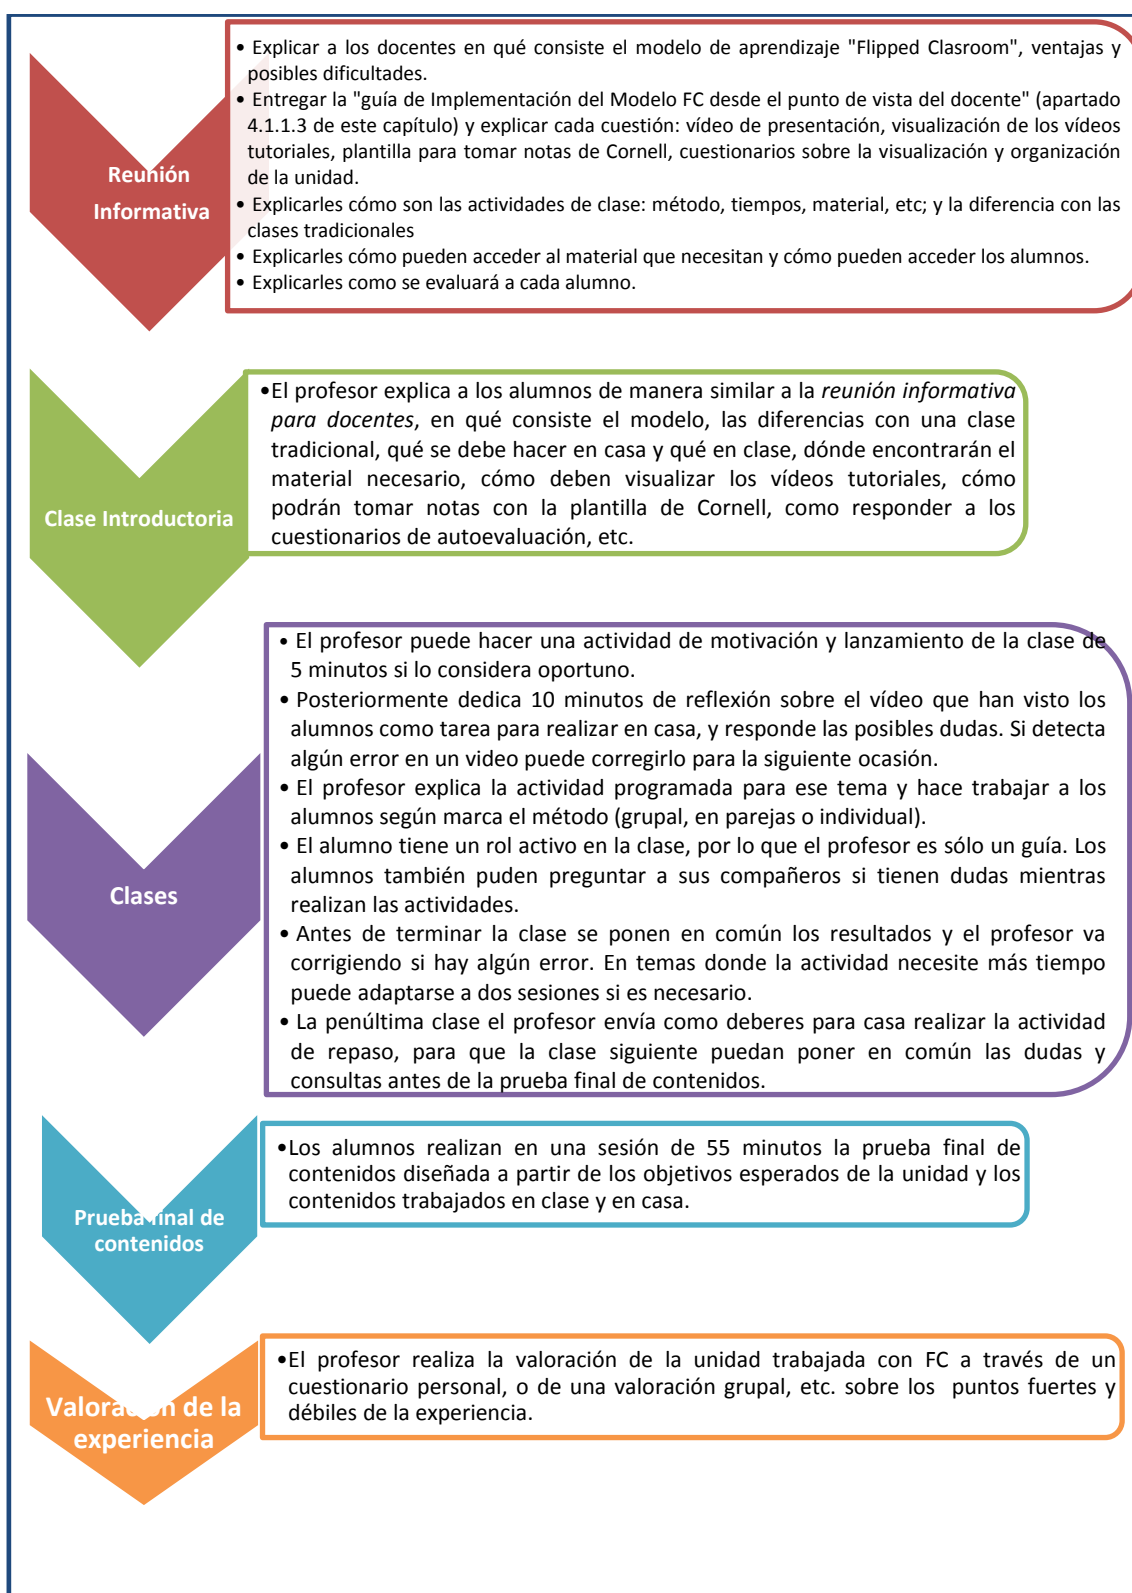 Reunión
Informativa
• Explicar a los docentes en qué consiste el modelo de aprendizaje "Flipped Clasroom", ventajas y
posibles dificultades.
• Entregar la "guía de Implementación del Modelo FC desde el punto de vista del docente" (apartado
4.1.1.3 de este capítulo) y explicar cada cuestión: vídeo de presentación, visualización de los vídeos
tutoriales, plantilla para tomar notas de Cornell, cuestionarios sobre la visualización y organización
de la unidad.
• Explicarles cómo son las actividades de clase: método, tiempos, material, etc; y la diferencia con las
clases tradicionales
• Explicarles cómo pueden acceder al material que necesitan y cómo pueden acceder los alumnos.
• Explicarles como se evaluará a cada alumno.
Clase Introductoria
•El profesor explica a los alumnos de manera similar a la reunión informativa
para docentes, en qué consiste el modelo, las diferencias con una clase
tradicional, qué se debe hacer en casa y qué en clase, dónde encontrarán el
material necesario, cómo deben visualizar los vídeos tutoriales, cómo
podrán tomar notas con la plantilla de Cornell, como responder a los
cuestionarios de autoevaluación, etc.
Clases
• El profesor puede hacer una actividad de motivación y lanzamiento de la clase de
5 minutos si lo considera oportuno.
• Posteriormente dedica 10 minutos de reflexión sobre el vídeo que han visto los
alumnos como tarea para realizar en casa, y responde las posibles dudas. Si detecta
algún error en un video puede corregirlo para la siguiente ocasión.
• El profesor explica la actividad programada para ese tema y hace trabajar a los
alumnos según marca el método (grupal, en parejas o individual).
• El alumno tiene un rol activo en la clase, por lo que el profesor es sólo un guía. Los
alumnos también puden preguntar a sus compañeros si tienen dudas mientras
realizan las actividades.
• Antes de terminar la clase se ponen en común los resultados y el profesor va
corrigiendo si hay algún error. En temas donde la actividad necesite más tiempo
puede adaptarse a dos sesiones si es necesario.
• La penúltima clase el profesor envía como deberes para casa realizar la actividad
de repaso, para que la clase siguiente puedan poner en común las dudas y
consultas antes de la prueba final de contenidos.
Prueba final de
contenidos
•Los alumnos realizan en una sesión de 55 minutos la prueba final de
contenidos diseñada a partir de los objetivos esperados de la unidad y los
contenidos trabajados en clase y en casa.
Valoración de la
experiencia
•El profesor realiza la valoración de la unidad trabajada con FC a través de un
cuestionario personal, o de una valoración grupal, etc. sobre los puntos fuertes y
débiles de la experiencia.